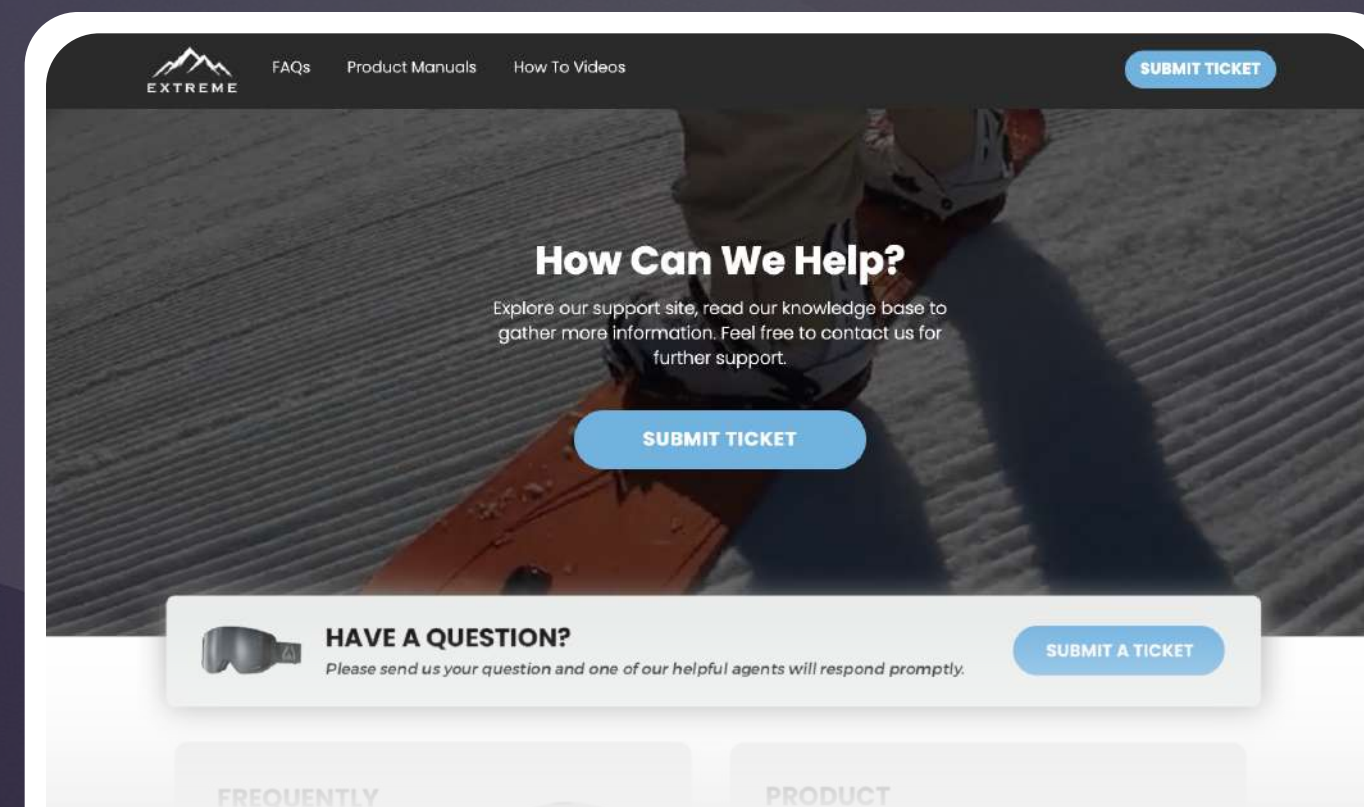 EXTREME
FAQs
Product Manuals
How To Videos
SUBMIT TICKET
How Can We Help?
Explore our support site, read our knowledge base to
gather more information. Feel free to contact us for
further support.
SUBMIT TICKET
HAVE A QUESTION?
Please send us your question and one of our helpful agents will respond promptly.
SUBMIT A TICKET
FREQUENTLY
PRODUCT